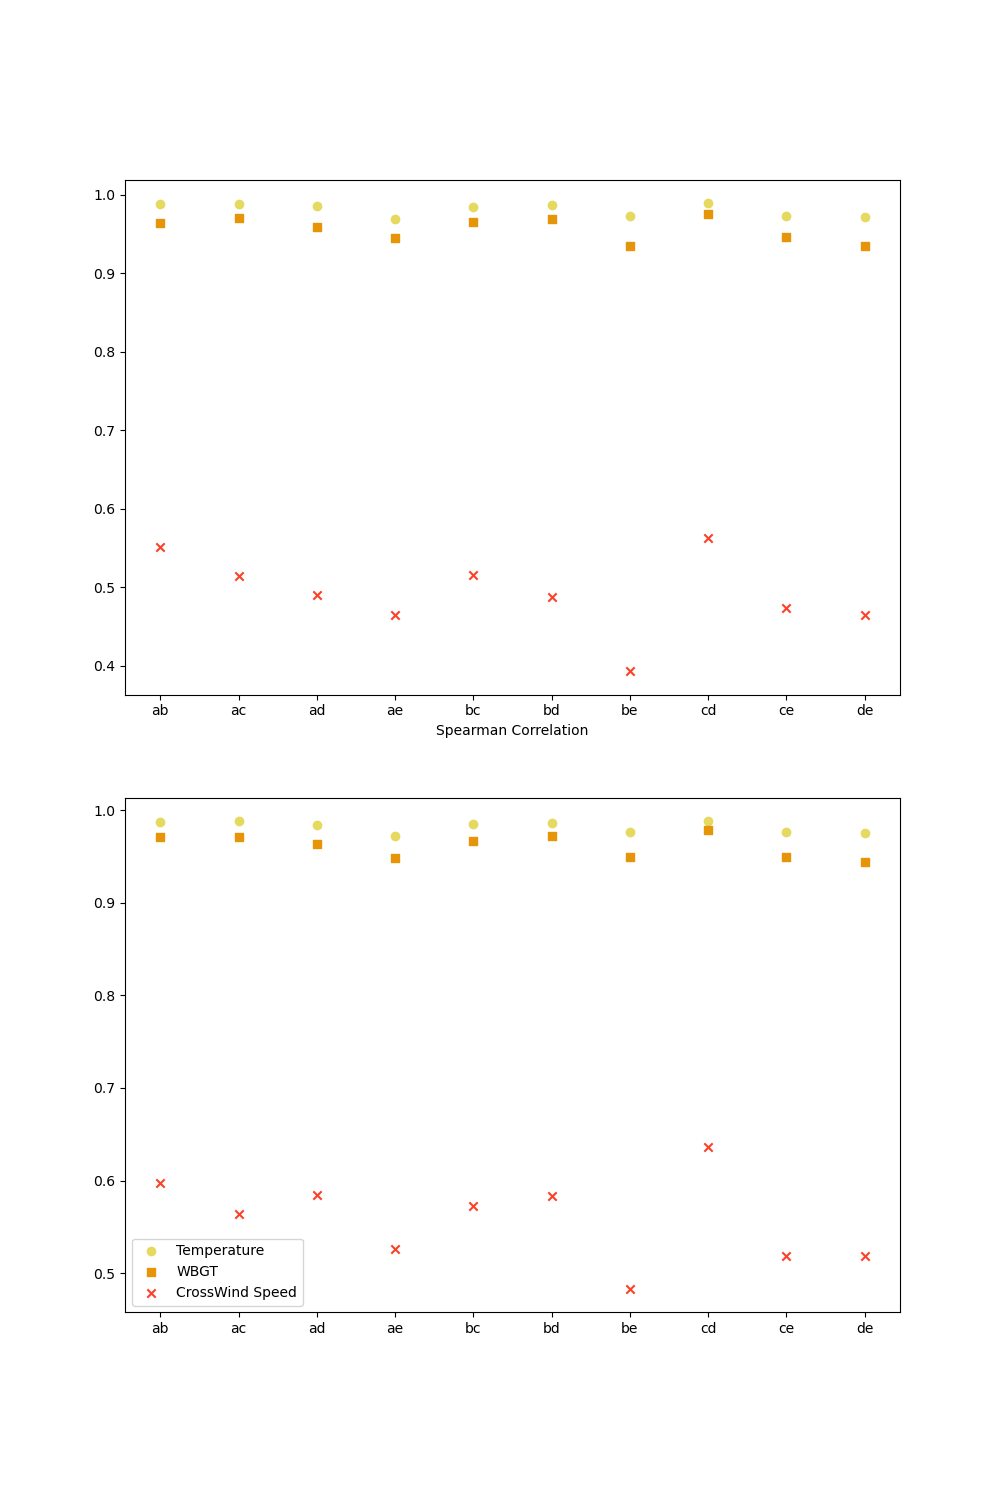 1.0
0.9
0.8
0.7
0.6
0.5
0.4
ab ac ad ae bc bd be cd ce de
Spearman Correlation
1.0
0.9
0.8
0.7
0.6
0.5
Temperature
WBGT
CrossWind Speed
ab ac ad ae bc bd be cd ce de